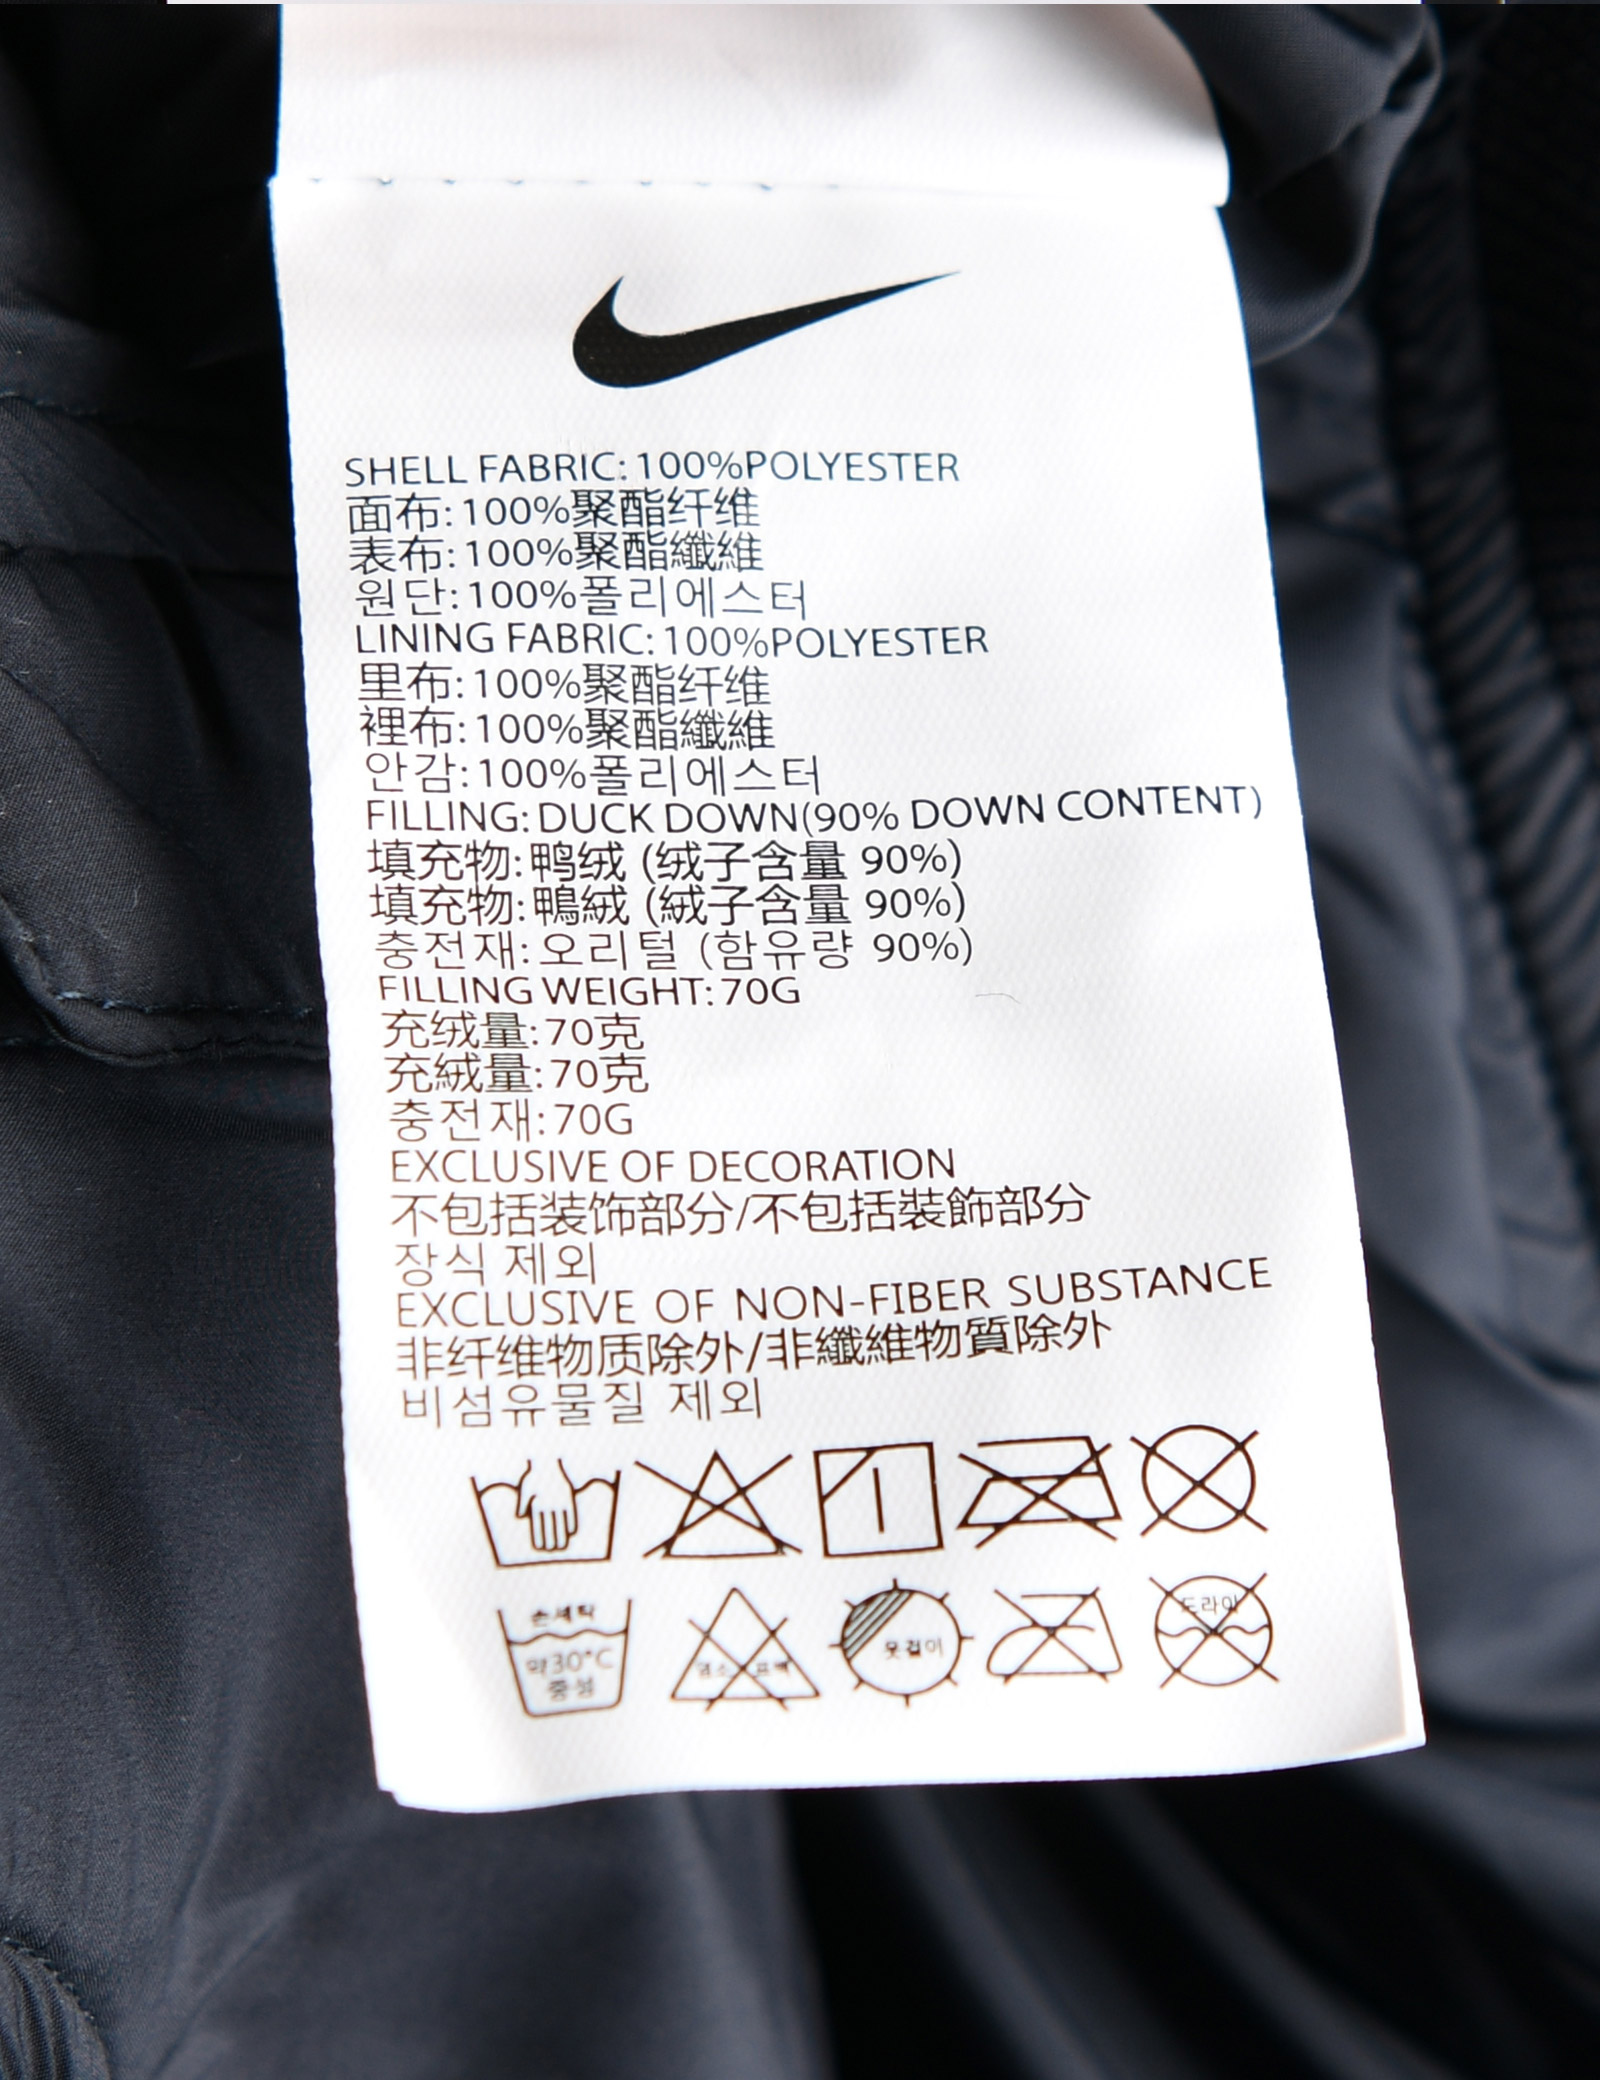 SHELL FABRIC: 100%POLYESTER
面布: 100%聚酯纤维
表布: 100%聚酯纖維
원단: 100%폴리에스터
LINING FABRIC: 100%POLYESTER
里布: 100%聚酯纤维
裡布: 100%聚酯纖維
안감: 100%폴리에스터
FILLING: DUCK DOWN(90% DOWN CONTENT)
填充物: 鸭绒 (绒子含量 90%)
填充物: 鴨絨 (絨子含量 90%)
충전재: 오리털 (함유량 90%)
FILLING WEIGHT: 70G
充绒量: 70克
充絨量: 70克
충전재: 70G
EXCLUSIVE OF DECORATION
不包括装饰部分/不包括裝飾部分
장식 제외
EXCLUSIVE OF NON-FIBER SUBSTANCE
非纤维物质除外/非纖維物質除外
비섬유물질 제외
손세탁
약30°C
중성
염소 표백
옷걸이
드라이